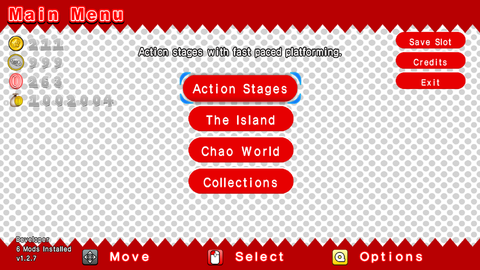 Main Menu
Action stages with fast paced platforming.
Save Slot
Credits
Exit
Action Stages
The Island
Chao World
Collections
Developer
6 Mods Installed
v1.2.7
Move
Select
Options